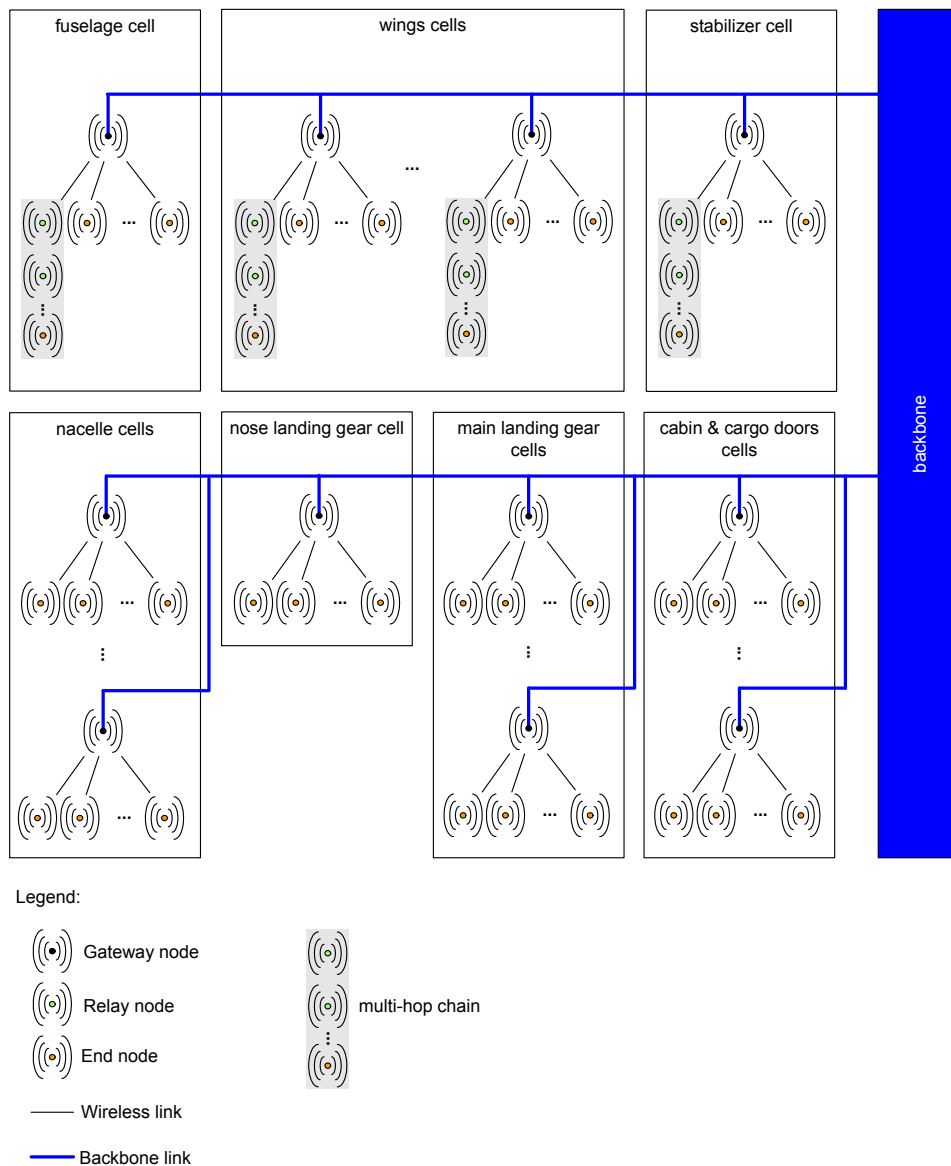 fuselage cell
wings cells
stabilizer cell
...
... ... ... ...
... ... ... ...
nacelle cells
nose landing gear cell
main landing gear
cells
cabin & cargo doors
cells
backbone
... ... ... ...
... ... ...
... ... ...
Legend:
Gateway node
Relay node
End node
multi-hop chain
...
Wireless link
Backbone link